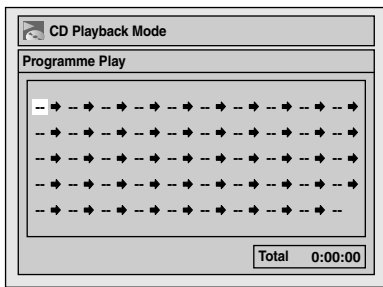 CD Playback Mode
Programme Play
-- ➡ -- ➡ -- ➡ -- ➡ -- ➡ -- ➡ -- ➡ -- ➡ -- ➡ -- ➡
-- ➡ -- ➡ -- ➡ -- ➡ -- ➡ -- ➡ -- ➡ -- ➡ -- ➡ -- ➡
-- ➡ -- ➡ -- ➡ -- ➡ -- ➡ -- ➡ -- ➡ -- ➡ -- ➡ -- ➡
-- ➡ -- ➡ -- ➡ -- ➡ -- ➡ -- ➡ -- ➡ -- ➡ -- ➡ -- ➡
-- ➡ -- ➡ -- ➡ -- ➡ -- ➡ -- ➡ -- ➡ -- ➡ -- ➡ --
Total 0:00:00